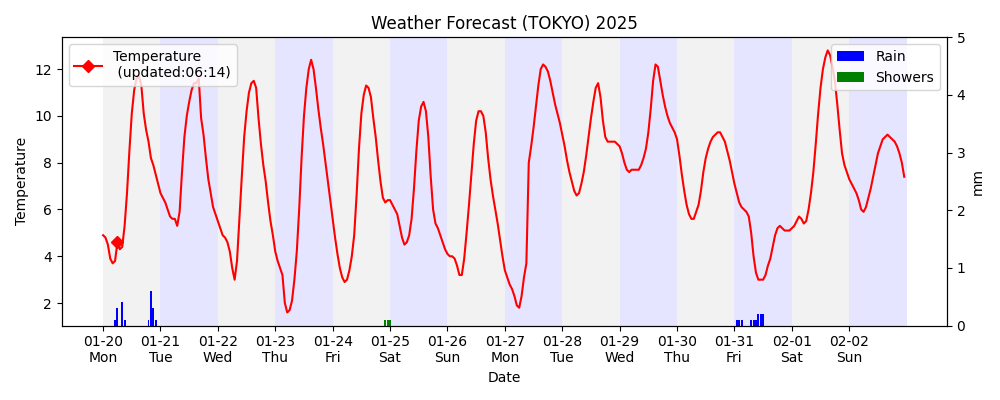 Weather Forecast (TOKYO) 2025
Temperature
(updated:06:14)
Rain
Showers
12
10
8
6
4
2
Temperature
5
4
3
2
1
0
mm
01-20 01-21 01-22 01-23 01-24 01-25 01-26 01-27 01-28 01-29 01-30 01-31 02-01 02-02
Mon Tue Wed Thu Fri Sat Sun Mon Tue Wed Thu Fri Sat Sun
Date